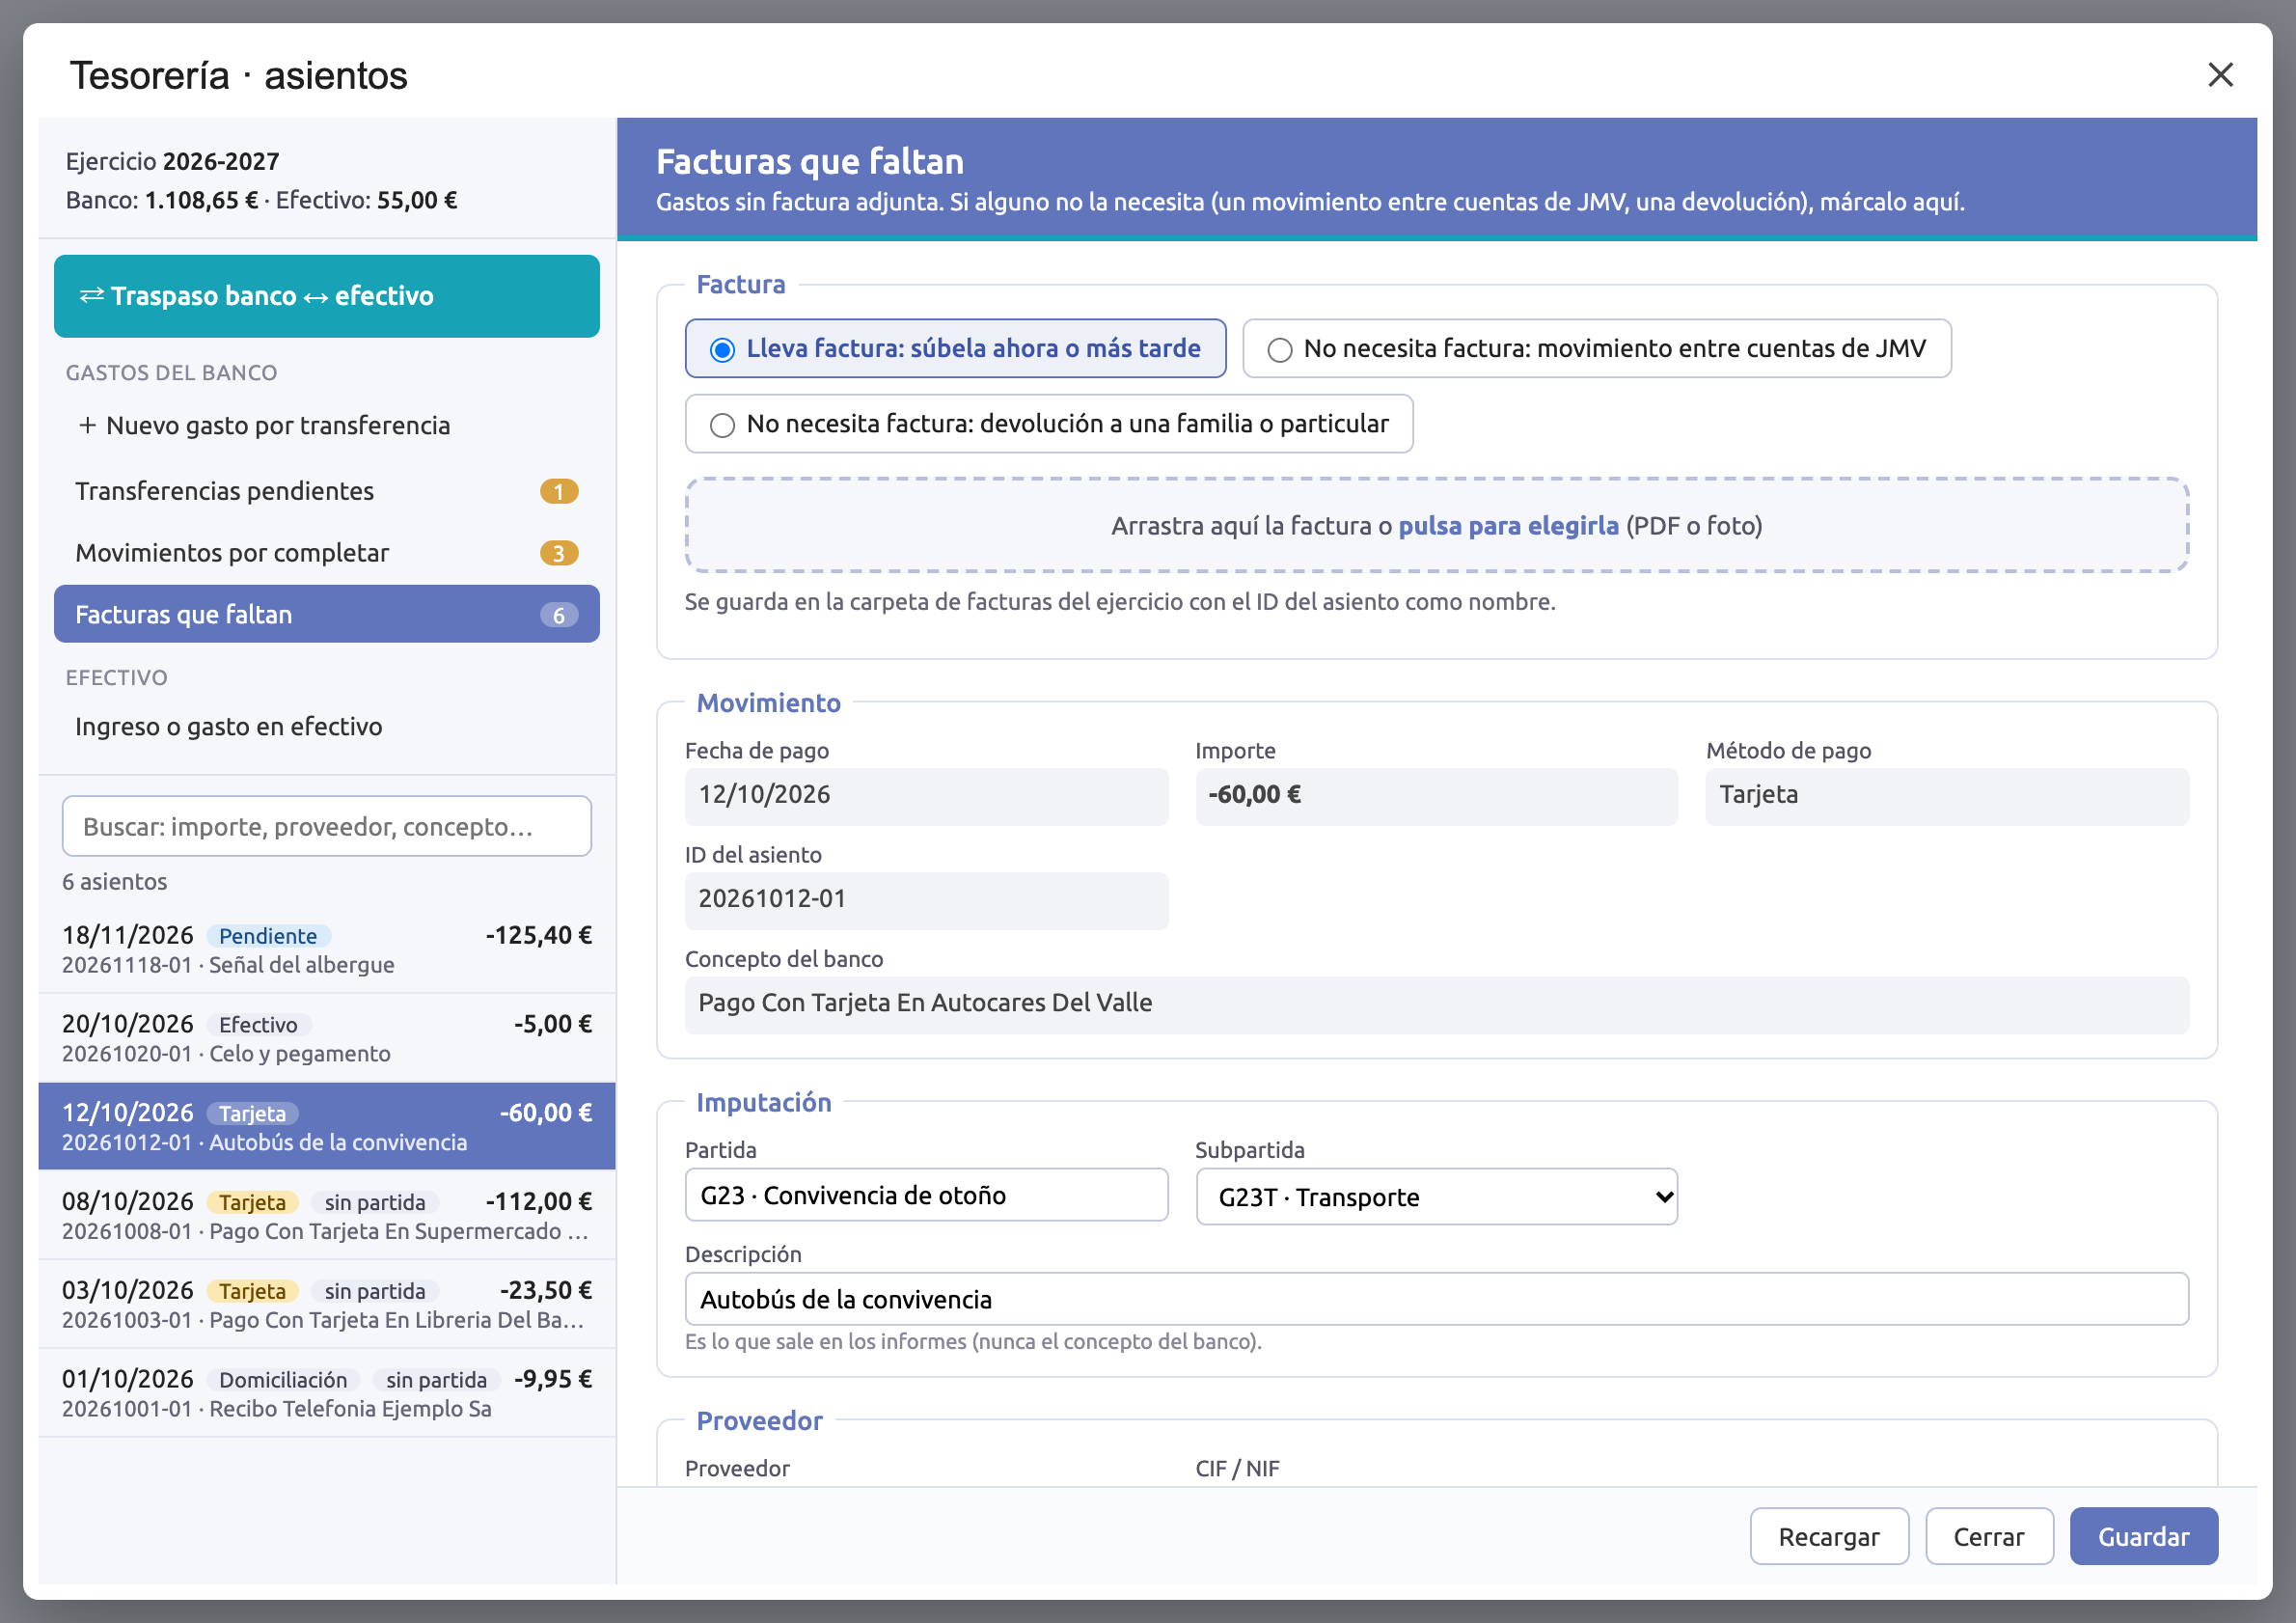 Tesorería · asientos
Ejercicio 2026-2027
Banco: 1.108,65 € · Efectivo: 55,00 €
⇄ Traspaso banco ↔ efectivo
GASTOS DEL BANCO
+ Nuevo gasto por transferencia
Transferencias pendientes 1
Movimientos por completar 3
Facturas que faltan 6
EFECTIVO
Ingreso o gasto en efectivo
Buscar: importe, proveedor, concepto...
6 asientos
18/11/2026 Pendiente -125,40 €
20261118-01 · Señal del albergue
20/10/2026 Efectivo -5,00 €
20261020-01 · Celo y pegamento
12/10/2026 Tarjeta -60,00 €
20261012-01 · Autobús de la convivencia
08/10/2026 Tarjeta sin partida -112,00 €
20261008-01 · Pago Con Tarjeta En Supermercado ...
03/10/2026 Tarjeta sin partida -23,50 €
20261003-01 · Pago Con Tarjeta En Libreria Del Ba...
01/10/2026 Domiciliación sin partida -9,95 €
20261001-01 · Recibo Telefonia Ejemplo Sa
Facturas que faltan
Gastos sin factura adjunta. Si alguno no la necesita (un movimiento entre cuentas de JMV, una devolución), márcalo aquí.
Factura
Lleva factura: súbela ahora o más tarde
No necesita factura: movimiento entre cuentas de JMV
No necesita factura: devolución a una familia o particular
Arrastra aquí la factura o pulsa para elegirla (PDF o foto)
Se guarda en la carpeta de facturas del ejercicio con el ID del asiento como nombre.
Movimiento
Fecha de pago Importe Método de pago
12/10/2026 -60,00 € Tarjeta
ID del asiento
20261012-01
Concepto del banco
Pago Con Tarjeta En Autocares Del Valle
Imputación
Partida Subpartida
G23 · Convivencia de otoño G23T · Transporte
Descripción
Autobús de la convivencia
Es lo que sale en los informes (nunca el concepto del banco).
Proveedor
Proveedor CIF / NIF
Recargar Cerrar Guardar